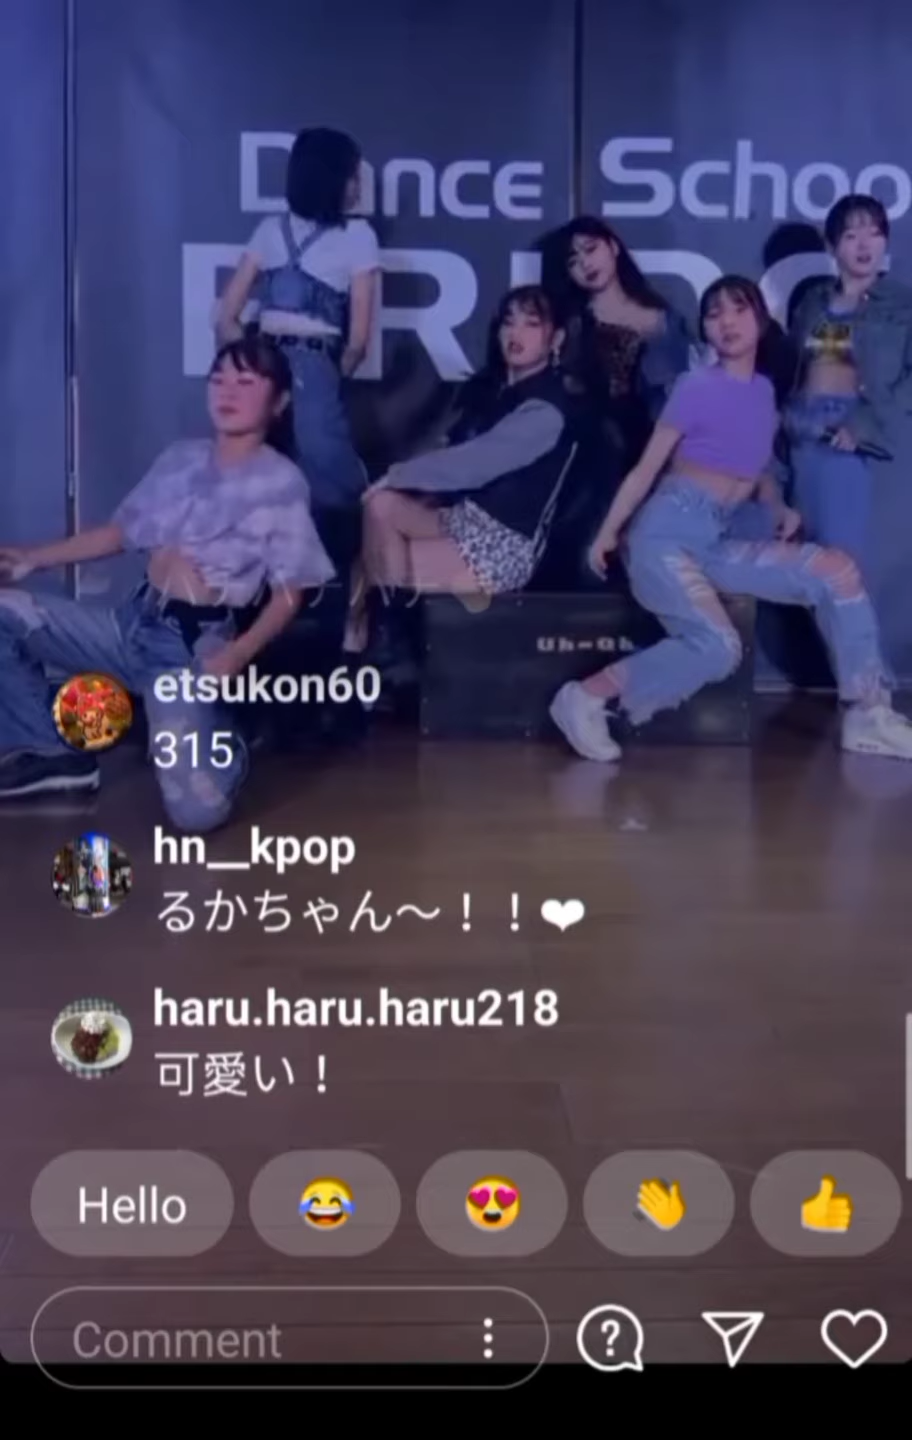 Dance School
etsukon60
315
hn__kpop
るかちゃん〜！！❤
haru.haru.haru218
可愛い！
Hello 😂 😍 👏 👍
Comment